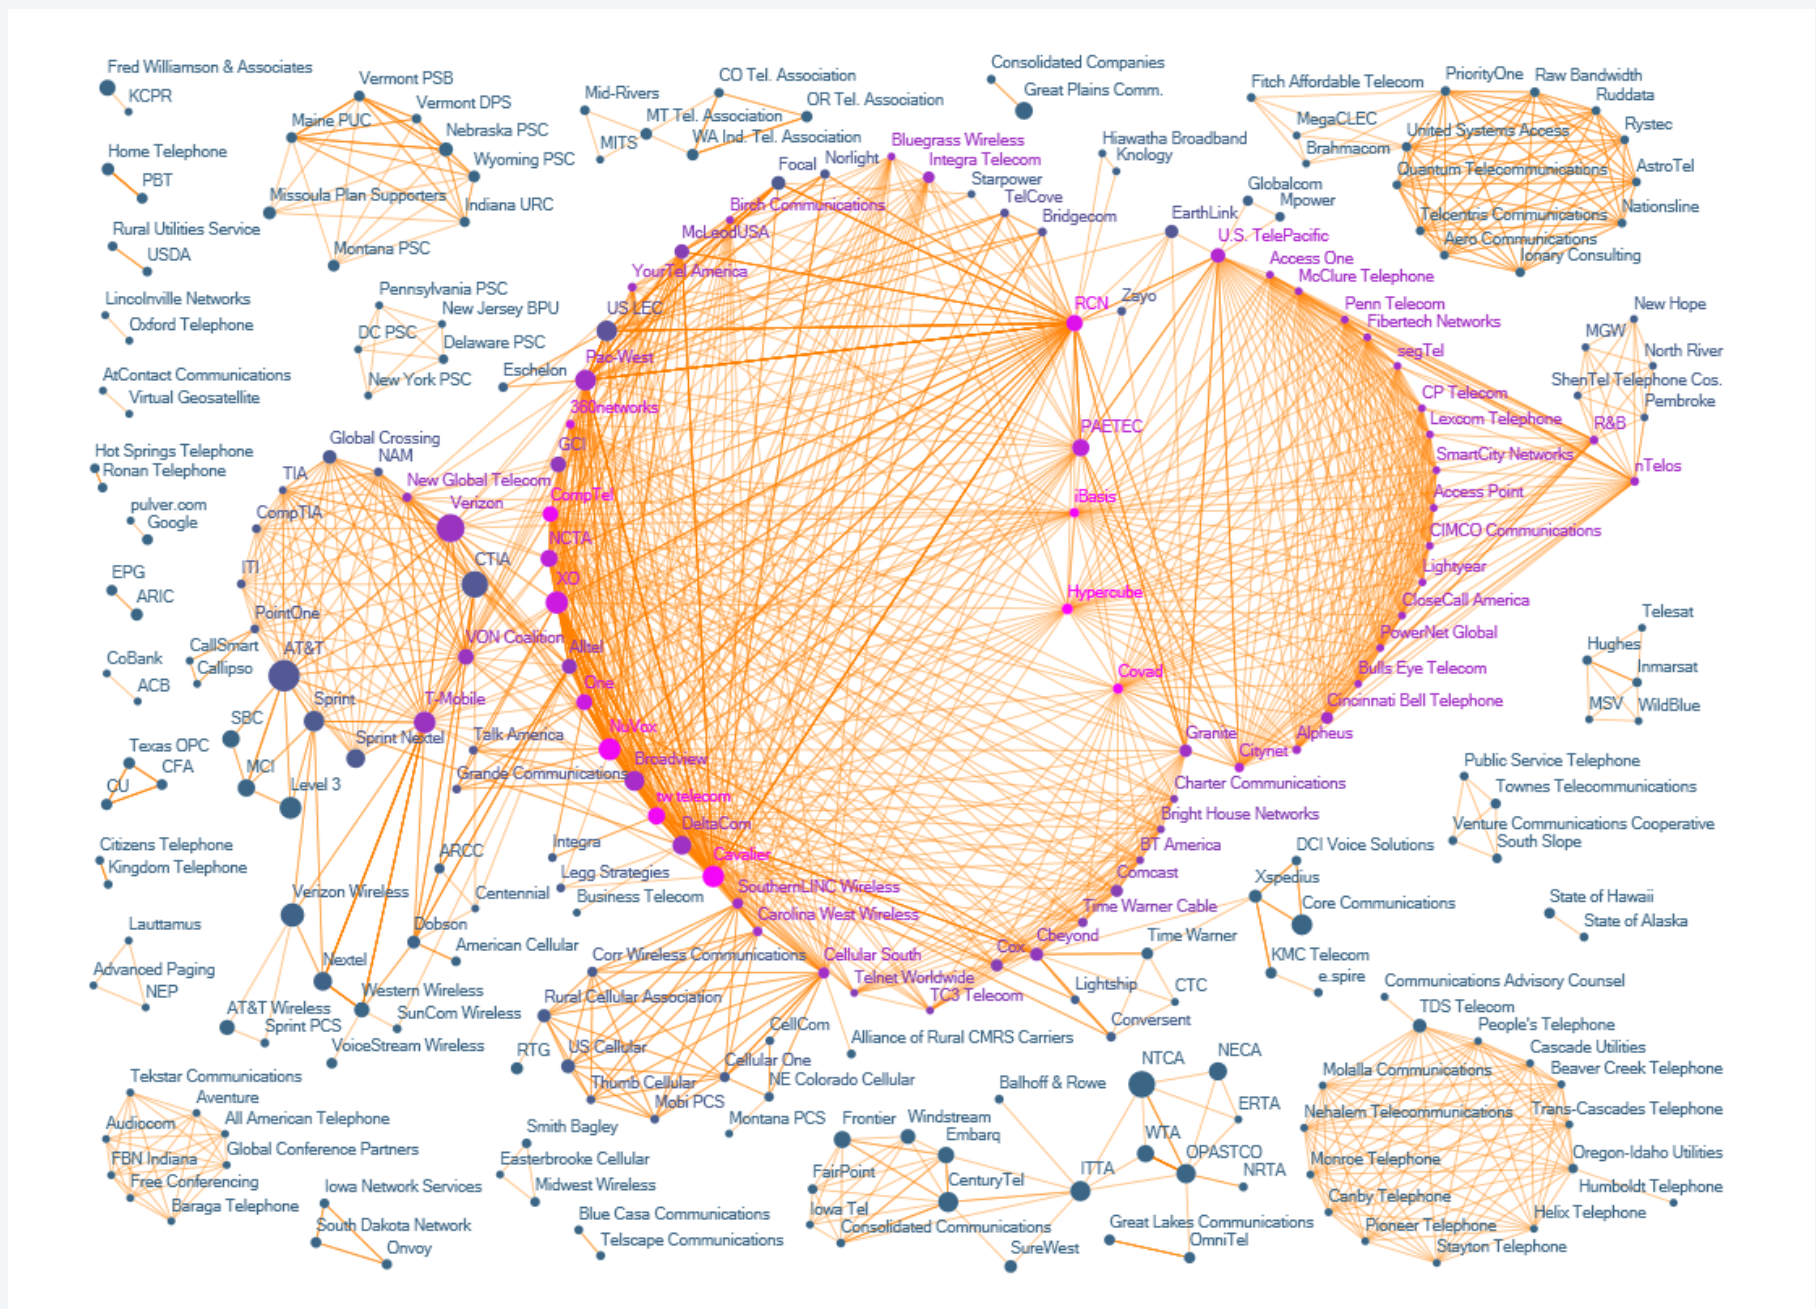 Fred Williamson & Associates
KCPR
Vermont PSB
Vermont DPS
Maine PUC
Nebraska PSC
Wyoming PSC
Missoula Plan Supporters
Indiana URC
Montana PSC
Home Telephone
PBT
Rural Utilities Service
USDA
Lincolnville Networks
Oxford Telephone
AtContact Communications
Virtual Geosatellite
Hot Springs Telephone
Ronan Telephone
pulver.com
Google
EPG
ARIC
CoBank
ACB
Texas OPC
CFA
CU
Citizens Telephone
Kingdom Telephone
Lauttamus
Advanced Paging
NEP
Pennsylvania PSC
New Jersey BPU
DC PSC
Delaware PSC
New York PSC
Mid-Rivers
CO Tel. Association
OR Tel. Association
MT Tel. Association
WA Ind. Tel. Association
MITS
Consolidated Companies
Great Plains Comm.
Hiawatha Broadband
Knology
Fitch Affordable Telecom
PriorityOne
Raw Bandwidth
Ruddata
MegaCLEC
United Systems Access
Rystec
Brahmacom
Quantum Telecommunications
AstroTel
Telcentris Communications
Nationsline
Aero Communications
Ionary Consulting
Globalcom
Mpower
EarthLink
U.S. TelePacific
Access One
McClure Telephone
Penn Telecom
Fibertech Networks
segTel
CP Telecom
Lexcom Telephone
SmartCity Networks
Access Point
CIMCO Communications
Lightyear
CloseCall America
PowerNet Global
Bulls Eye Telecom
Cincinnati Bell Telephone
Alpheus
Citynet
Granite
Charter Communications
Bright House Networks
BT America
Comcast
Time Warner Cable
Cbeyond
Cox
TC3 Telecom
Telnet Worldwide
Cellular South
Carolina West Wireless
SouthernLINC Wireless
Cavalier
DeltaCom
tw telecom
Broadview
NuVox
One
Alltel
XO
NCTA
CompTel
GCI
360networks
Pac-West
US LEC
YourTel America
McLeodUSA
Birch Communications
Focal
Norlight
Bluegrass Wireless
Integra Telecom
Starpower
TelCove
Bridgecom
RCN
Zayo
PAETEC
iBasis
Hypercube
Covad
New Hope
MGW
North River
ShenTel Telephone Cos.
Pembroke
R&B
nTelos
Eschelon
Global Crossing
NAM
TIA
New Global Telecom
CompTIA
Verizon
ITI
CTIA
PointOne
VON Coalition
CallSmart
AT&T
Callipso
Sprint
T-Mobile
SBC
Sprint Nextel
MCI
Level 3
Talk America
Grande Communications
Integra
Legg Strategies
Business Telecom
ARCC
Centennial
Verizon Wireless
Dobson
American Cellular
Nextel
Western Wireless
AT&T Wireless
SunCom Wireless
Sprint PCS
VoiceStream Wireless
Corr Wireless Communications
Rural Cellular Association
RTG
US Cellular
CellCom
Cellular One
Thumb Cellular
Mobi PCS
NE Colorado Cellular
Montana PCS
Alliance of Rural CMRS Carriers
Time Warner
Lightship
CTC
Conversent
Telesat
Hughes
Inmarsat
MSV
WildBlue
Public Service Telephone
Townes Telecommunications
Venture Communications Cooperative
South Slope
DCI Voice Solutions
Xspedius
Core Communications
KMC Telecom
e.spire
State of Hawaii
State of Alaska
Communications Advisory Counsel
TDS Telecom
People's Telephone
Cascade Utilities
Molalla Communications
Beaver Creek Telephone
Nehalem Telecommunications
Trans-Cascades Telephone
Monroe Telephone
Oregon-Idaho Utilities
Canby Telephone
Humboldt Telephone
Pioneer Telephone
Helix Telephone
Stayton Telephone
Tekstar Communications
Aventure
Audiocom
All American Telephone
FBN Indiana
Global Conference Partners
Free Conferencing
Baraga Telephone
Iowa Network Services
South Dakota Network
Onvoy
Smith Bagley
Easterbrooke Cellular
Midwest Wireless
Blue Casa Communications
Telscape Communications
Balhoff & Rowe
NTCA
NECA
ERTA
WTA
OPASTCO
NRTA
ITTA
Frontier
Windstream
Embarq
FairPoint
CenturyTel
Iowa Tel
Consolidated Communications
SureWest
Great Lakes Communications
OmniTel